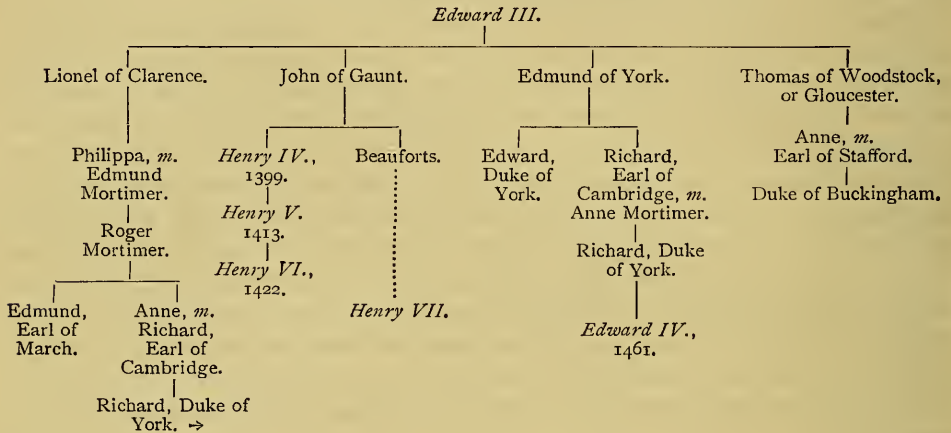 Edward III.
Lionel of Clarence.
John of Gaunt.
Edmund of York.
Thomas of Woodstock,
or Gloucester.
Philippa, m.
Edmund
Mortimer.
Roger
Mortimer.
Edmund,
Earl of
March.
Anne, m.
Richard,
Earl of
Cambridge.
Richard, Duke of
York. →
Henry IV.,
1399.
Henry V.
1413.
Henry VI.,
1422.
Beauforts.
Henry VII.
Edward,
Duke of
York.
Richard,
Earl of
Cambridge, m.
Anne Mortimer.
Richard, Duke
of York.
Edward IV.,
1461.
Anne, m.
Earl of Stafford.
Duke of Buckingham.